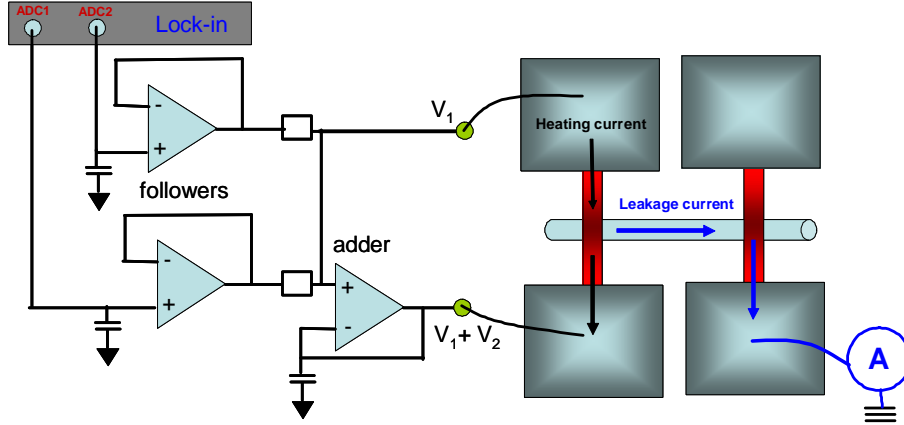 ADC1
ADC2
Lock-in
-
+
followers
V1
Heating current
Leakage current
-
+
adder
+
-
V1+ V2
A